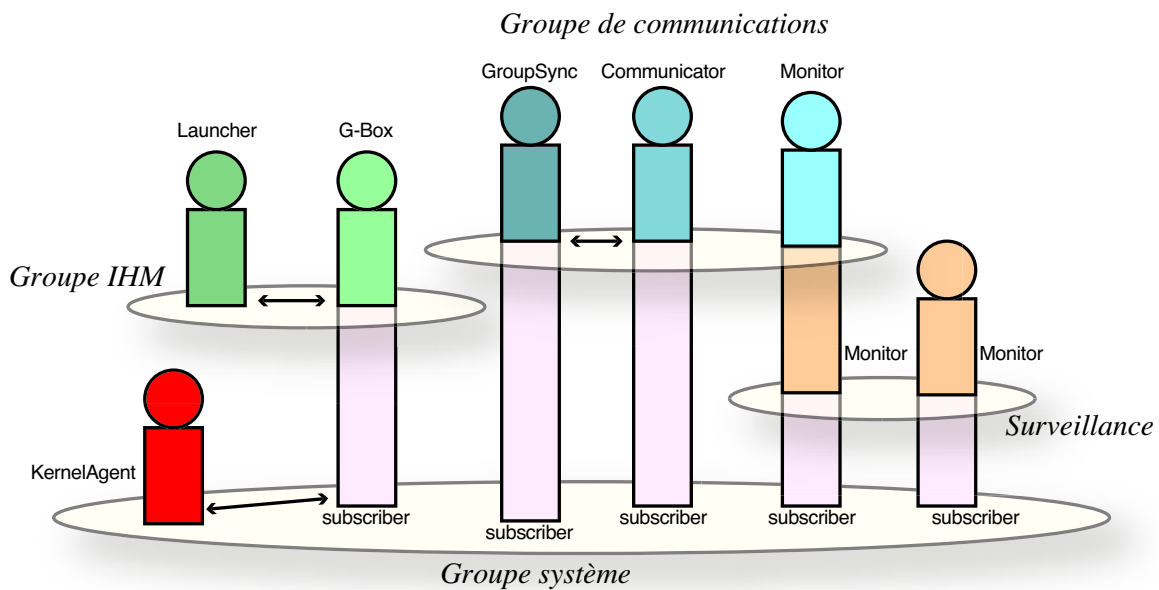 Groupe de communications
GroupSync
Communicator
Monitor
Launcher
G-Box
Groupe IHM
Monitor
Monitor
Surveillance
KernelAgent
subscriber
subscriber
subscriber
subscriber
subscriber
Groupe système